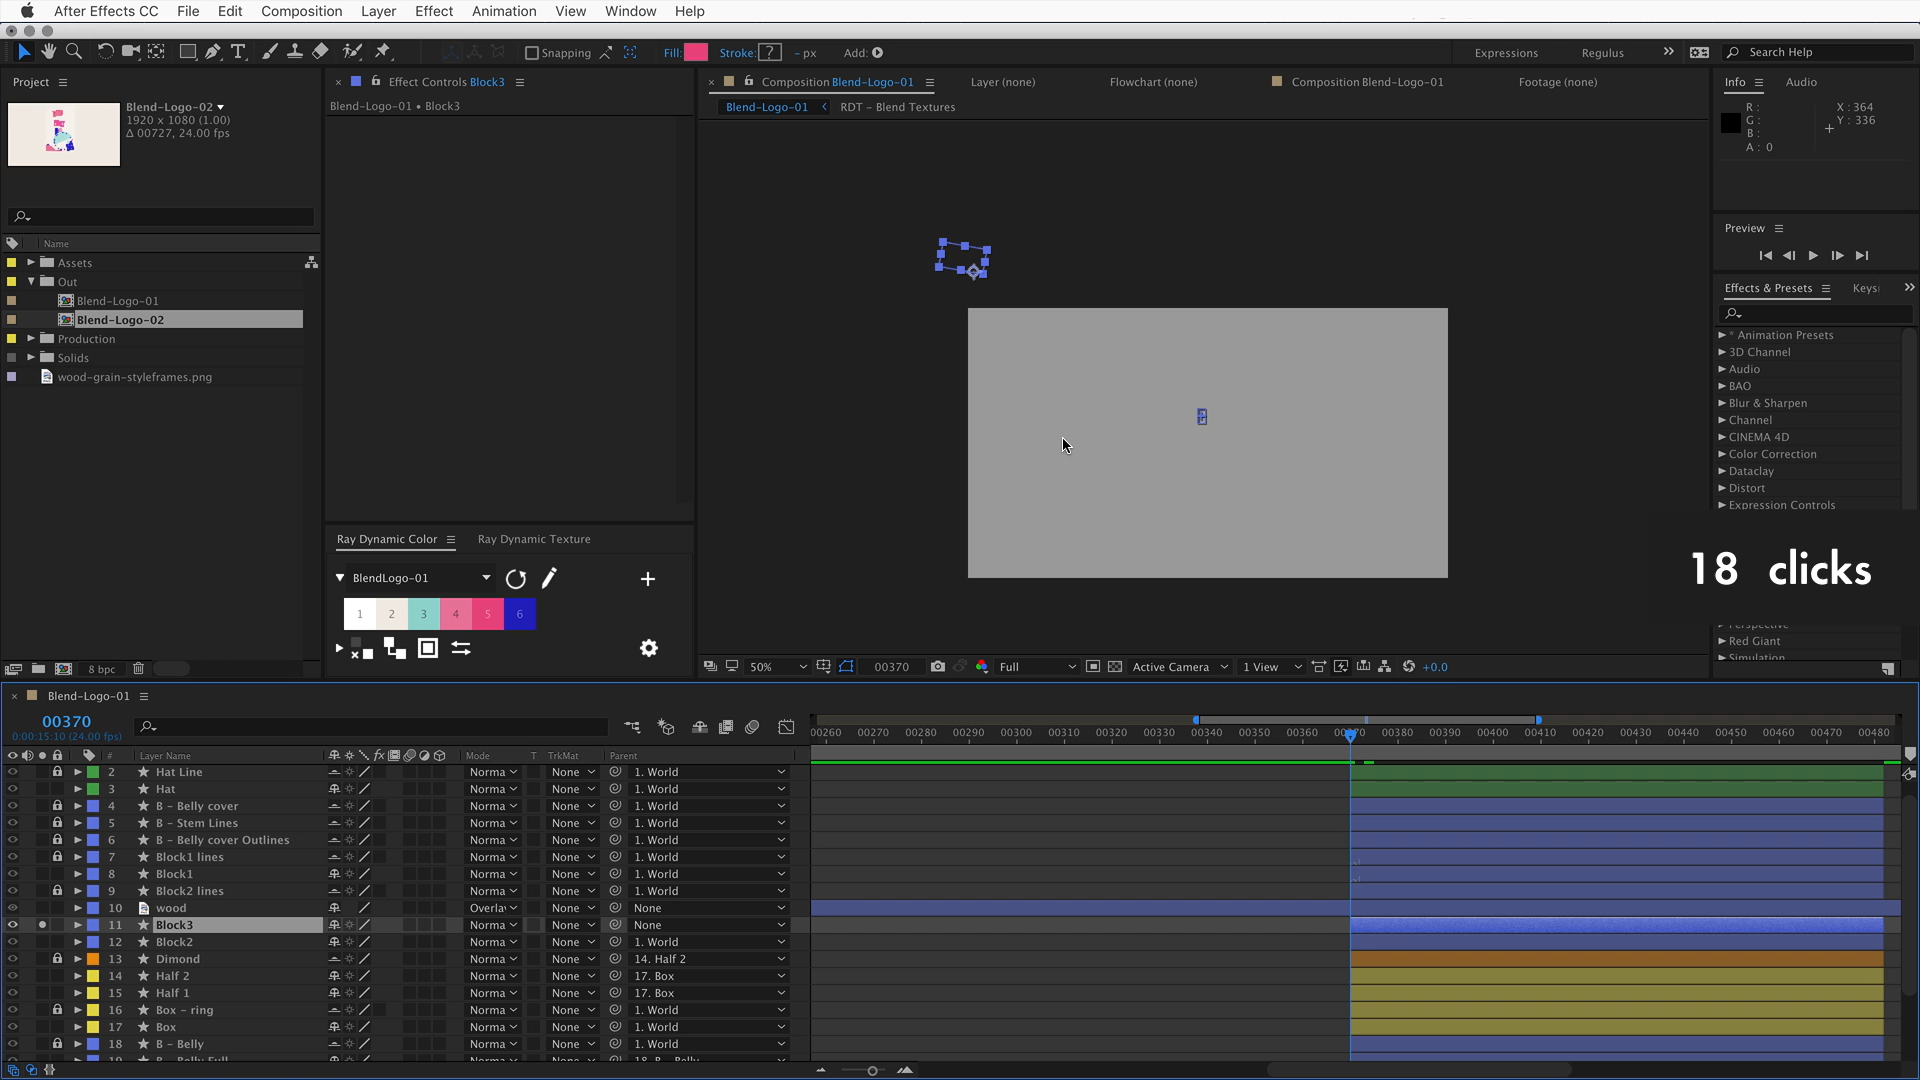 After Effects CC File Edit Composition Layer Effect Animation View Window Help
Snapping Fill: Stroke: ? - px Add: Expressions Regulus Search Help
Project
Blend-Logo-02
1920 x 1080 (1.00)
Δ 00727, 24.00 fps
Name
Assets
Out
Blend-Logo-01
Blend-Logo-02
Production
Solids
wood-grain-styleframes.png
8 bpc
Effect Controls Block3
Blend-Logo-01 • Block3
Ray Dynamic Color Ray Dynamic Texture
BlendLogo-01
1 2 3 4 5 6
Composition Blend-Logo-01 Layer (none) Flowchart (none) Composition Blend-Logo-01 Footage (none)
Blend-Logo-01 RDT - Blend Textures
50% 00370 Full Active Camera 1 View +0.0
Info Audio
R :
G :
B :
A : 0
X : 364
Y : 336
Preview
Effects & Presets Keys
* Animation Presets
3D Channel
Audio
BAO
Blur & Sharpen
Channel
CINEMA 4D
Color Correction
Dataclay
Distort
Expression Controls
18 clicks
Perspective
Red Giant
Simulation
Blend-Logo-01
00370
0:00:15:10 (24.00 fps)
00260 00270 00280 00290 00300 00310 00320 00330 00340 00350 00360 00370 00380 00390 00400 00410 00420 00430 00440 00450 00460 00470 00480
# Layer Name fx Mode T TrkMat Parent
2 Hat Line Norma None 1. World
3 Hat Norma None 1. World
4 B - Belly cover Norma None 1. World
5 B - Stem Lines Norma None 1. World
6 B - Belly cover Outlines Norma None 1. World
7 Block1 lines Norma None 1. World
8 Block1 Norma None 1. World
9 Block2 lines Norma None 1. World
10 wood Overla None None
11 Block3 Norma None None
12 Block2 Norma None 1. World
13 Dimond Norma None 14. Half 2
14 Half 2 Norma None 17. Box
15 Half 1 Norma None 17. Box
16 Box - ring Norma None 1. World
17 Box Norma None 1. World
18 B - Belly Norma None 1. World
19 B - Belly Full 18. B - Belly